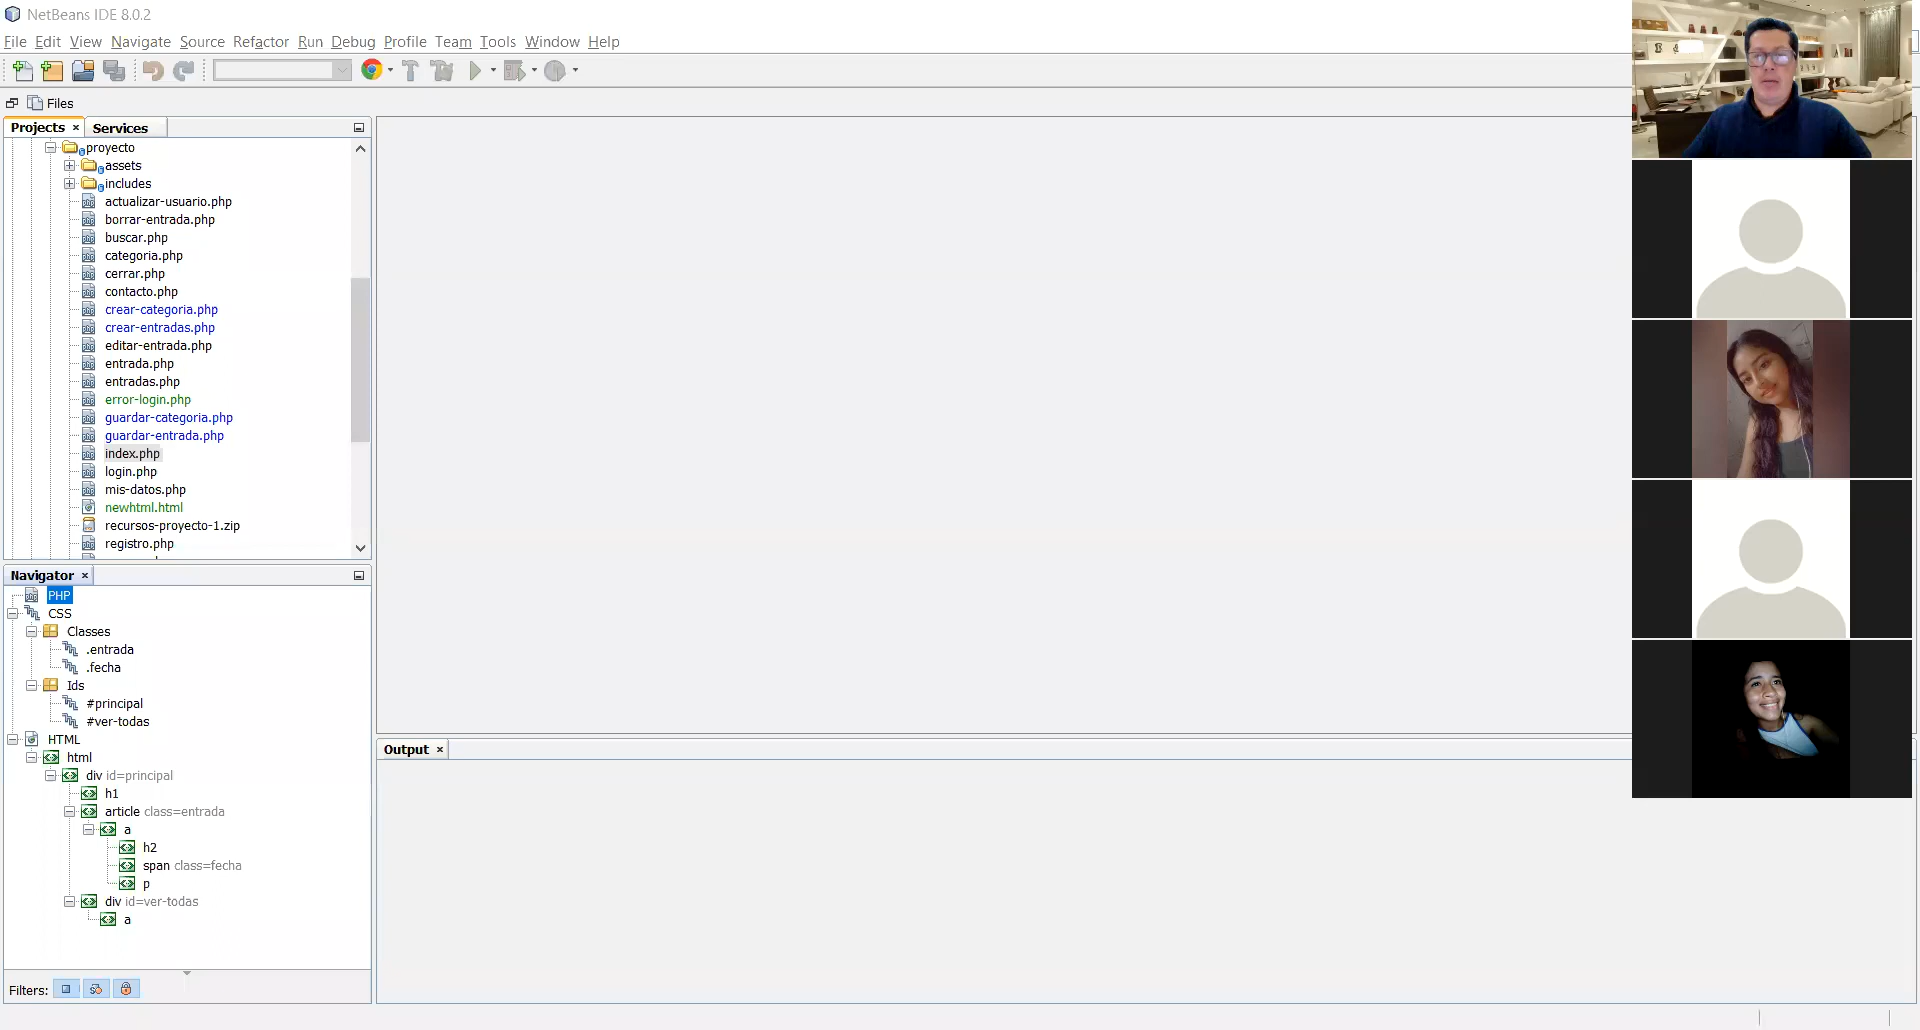 NetBeans IDE 8.0.2
File Edit View Navigate Source Refactor Run Debug Profile Team Tools Window Help
Files
Projects × Services
proyecto
assets
includes
actualizar-usuario.php
borrar-entrada.php
buscar.php
categoria.php
cerrar.php
contacto.php
crear-categoria.php
crear-entradas.php
editar-entrada.php
entrada.php
entradas.php
error-login.php
guardar-categoria.php
guardar-entrada.php
index.php
login.php
mis-datos.php
newhtml.html
recursos-proyecto-1.zip
registro.php
Navigator ×
PHP
CSS
Classes
.entrada
.fecha
Ids
#principal
#ver-todas
HTML
html
div id=principal
h1
article class=entrada
a
h2
span class=fecha
p
div id=ver-todas
a
Filters:
Output ×